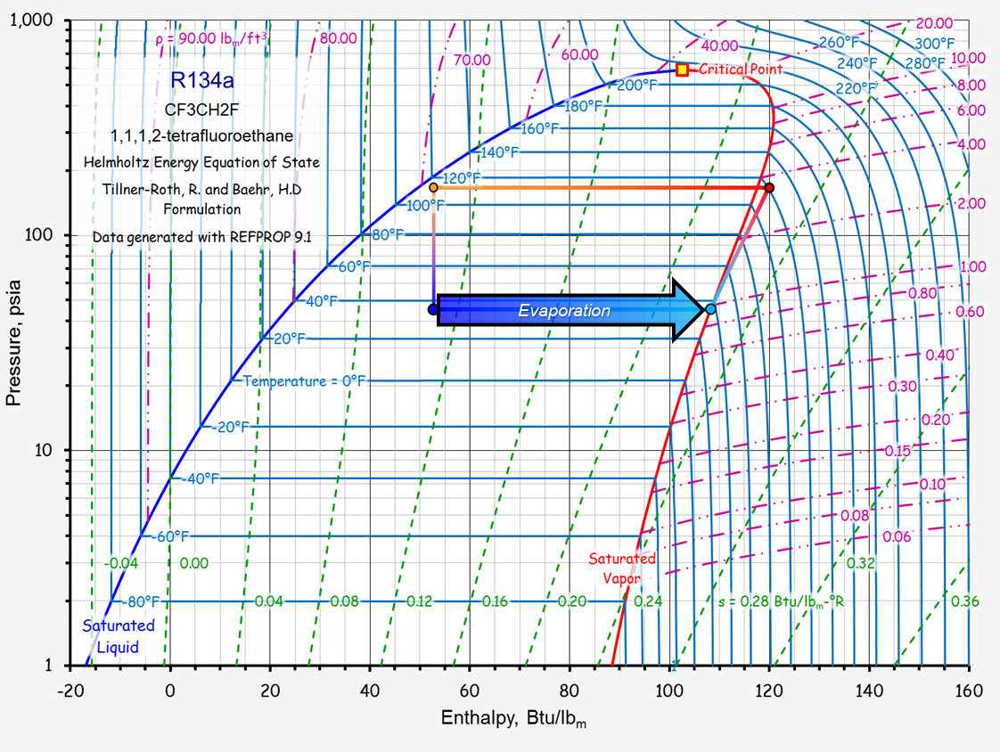 1,000
ρ = 90.00 lbm/ft³
80.00
70.00
60.00
40.00
20.00
260°F
300°F
10.00
240°F
280°F
Critical Point
R134a
200°F
220°F
8.00
CF3CH2F
180°F
6.00
1,1,1,2-tetrafluoroethane
160°F
4.00
Helmholtz Energy Equation of State
140°F
120°F
Tillner-Roth, R. and Baehr, H.D
Formulation
100°F
2.00
Data generated with REFPROP 9.1
100
80°F
60°F
1.00
0.80
40°F
Evaporation
0.60
20°F
0.40
Temperature = 0°F
0.30
-20°F
0.20
10
0.15
-40°F
0.10
0.08
-60°F
0.06
-0.04
0.00
Saturated
Vapor
0.32
-80°F
0.04
0.08
0.12
0.16
0.20
0.24
s = 0.28 Btu/lbm-°R
0.36
Saturated
Liquid
1
-20
0
20
40
60
80
100
120
140
160
Pressure, psia
Enthalpy, Btu/lbm